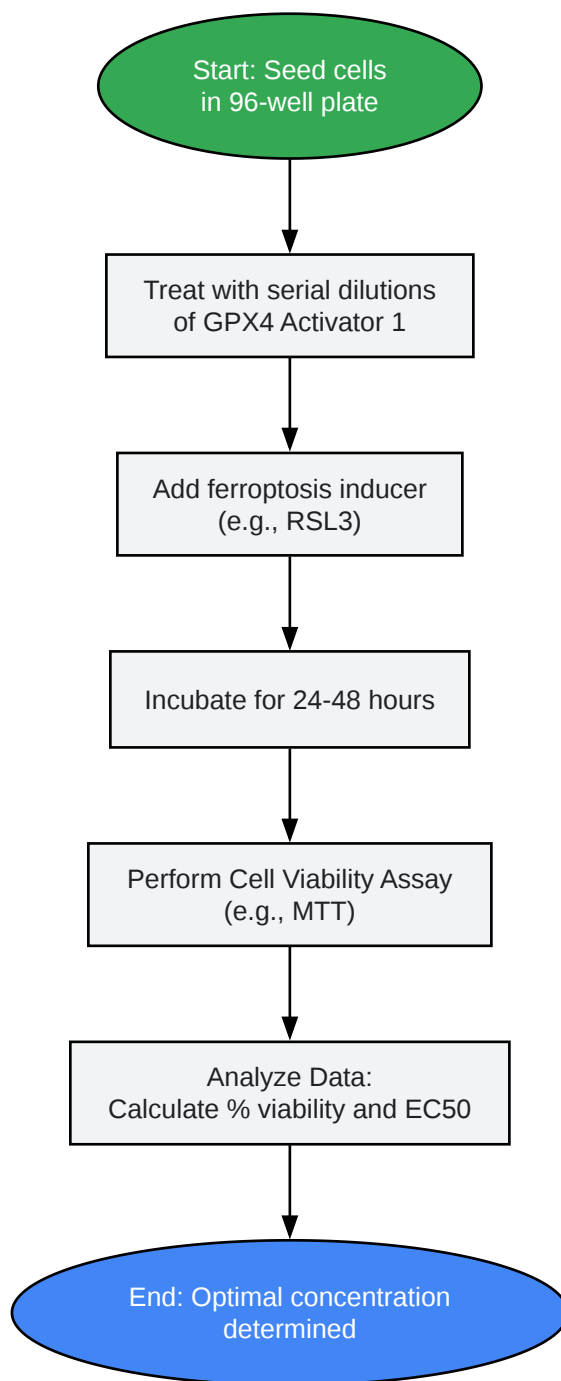 Start: Seed cells
in 96-well plate
Treat with serial dilutions
of GPX4 Activator 1
Add ferroptosis inducer
(e.g., RSL3)
Incubate for 24-48 hours
Perform Cell Viability Assay
(e.g., MTT)
Analyze Data:
Calculate % viability and EC50
End: Optimal concentration
determined